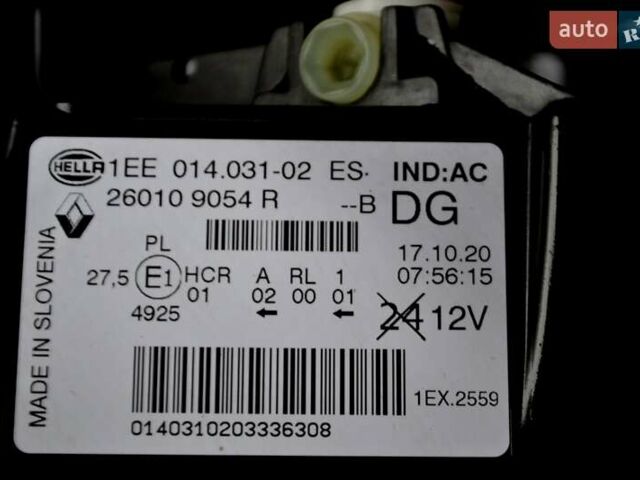 auto
R
HELLA 1EE 014.031-02 ES. IND:AC
26010 9054 R --B DG
PL 17.10.20
27,5 E1 HCR A RL 1 07:56:15
01 02 00 01
4925 ← ← 24 12V
MADE IN SLOVENIA
1EX.2559
0140310203336308